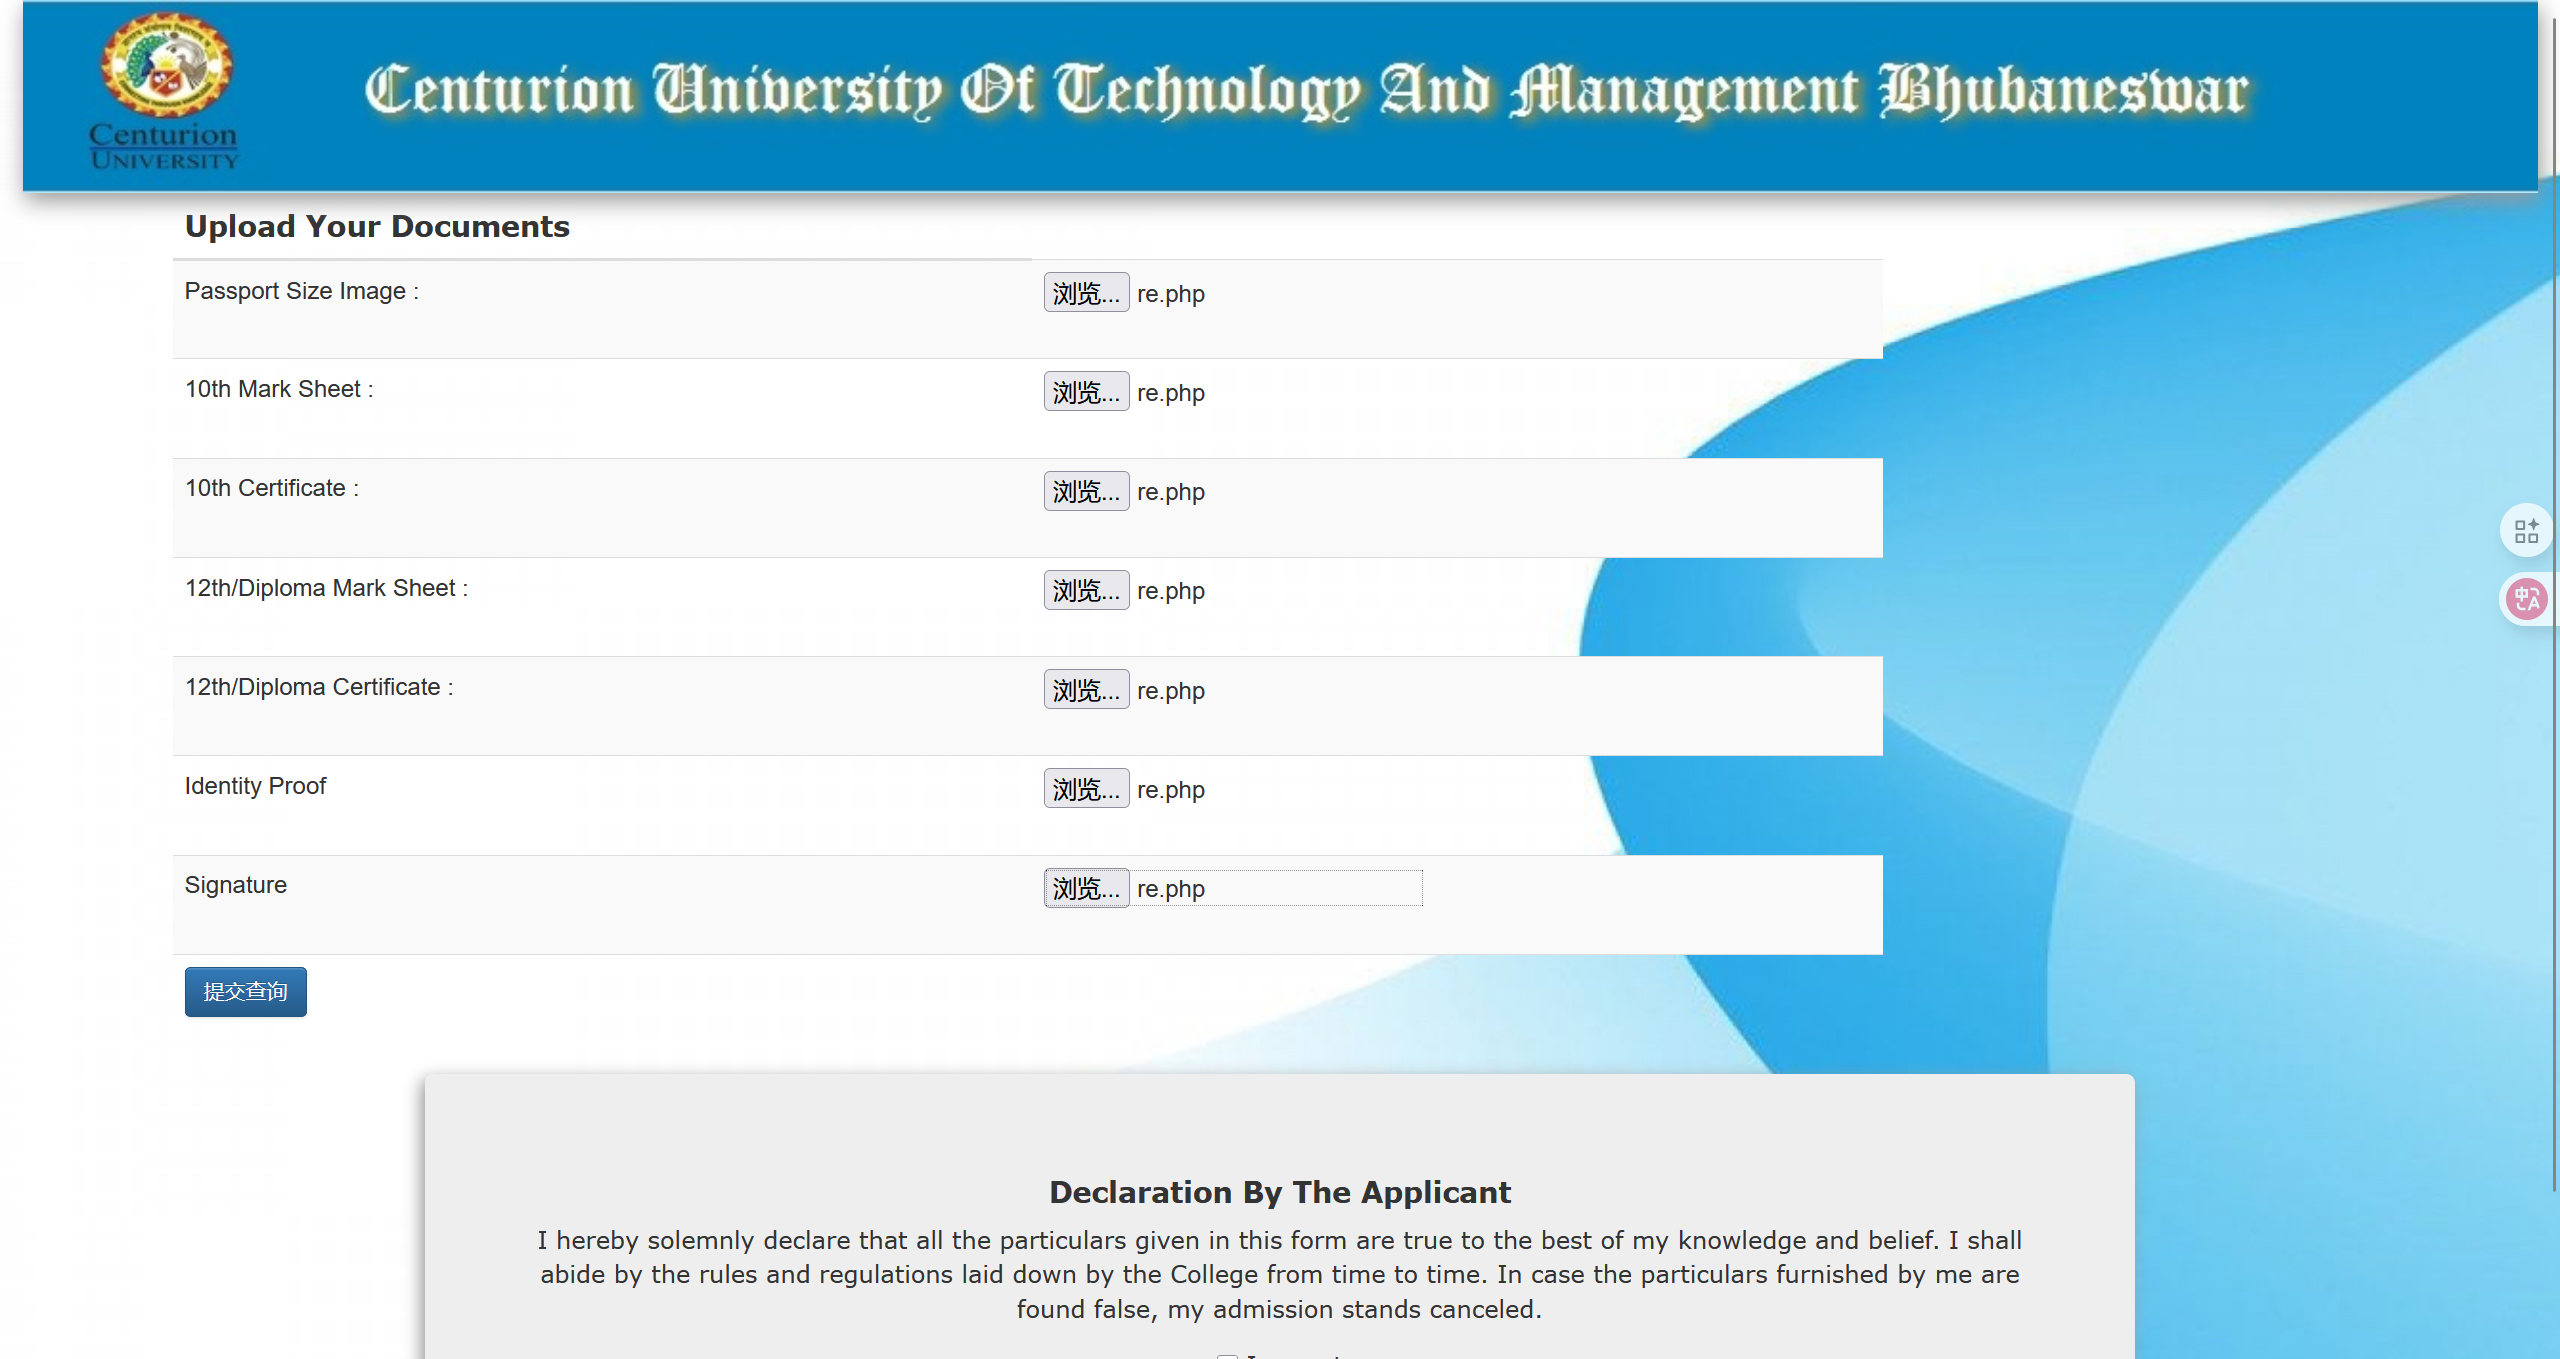 Centurion
UNIVERSITY
Centurion University Of Technology And Management Bhubaneswar
Upload Your Documents
Passport Size Image :
浏览... re.php
10th Mark Sheet :
浏览... re.php
10th Certificate :
浏览... re.php
12th/Diploma Mark Sheet :
浏览... re.php
12th/Diploma Certificate :
浏览... re.php
Identity Proof
浏览... re.php
Signature
浏览... re.php
提交查询
Declaration By The Applicant
I hereby solemnly declare that all the particulars given in this form are true to the best of my knowledge and belief. I shall
abide by the rules and regulations laid down by the College from time to time. In case the particulars furnished by me are
found false, my admission stands canceled.